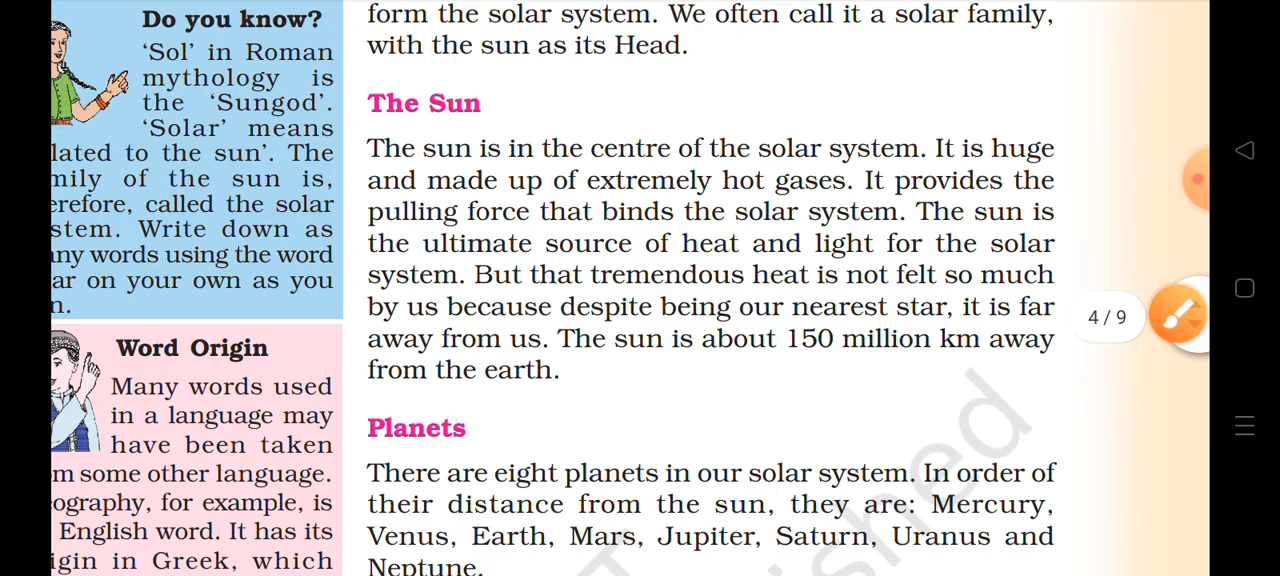 Do you know?
'Sol' in Roman
mythology is
the 'Sungod'.
'Solar' means
lated to the sun'. The
mily of the sun is,
erefore, called the solar
stem. Write down as
any words using the word
ar on your own as you
n.
Word Origin
Many words used
in a language may
have been taken
m some other language.
ography, for example, is
English word. It has its
igin in Greek, which
form the solar system. We often call it a solar family,
with the sun as its Head.
The Sun
The sun is in the centre of the solar system. It is huge
and made up of extremely hot gases. It provides the
pulling force that binds the solar system. The sun is
the ultimate source of heat and light for the solar
system. But that tremendous heat is not felt so much
by us because despite being our nearest star, it is far
away from us. The sun is about 150 million km away
from the earth.
Planets
There are eight planets in our solar system. In order of
their distance from the sun, they are: Mercury,
Venus, Earth, Mars, Jupiter, Saturn, Uranus and
Neptune.
4 / 9